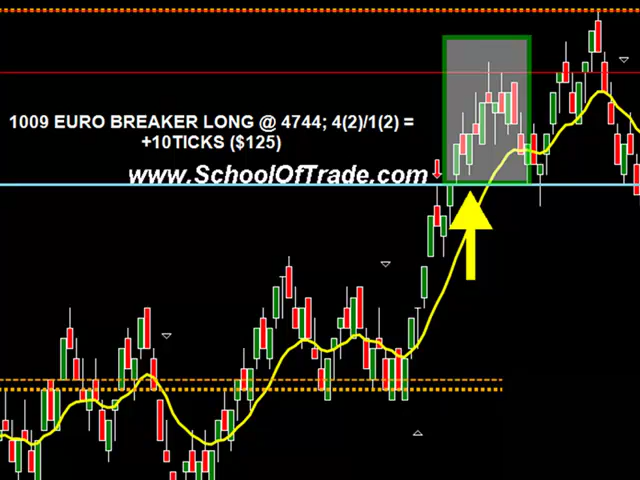 1009 EURO BREAKER LONG @ 4744; 4(2)/1(2) =
+10TICKS ($125)
www.SchoolOfTrade.com